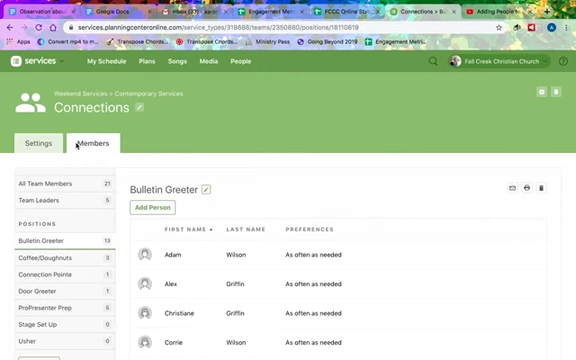 Observation about
Google Docs
Engagement Me
FCCC Online St
Connections > B
Adding People
services.planningcenteronline.com/service_types/318688/teams/2350880/positions/18110619
Apps
Convert mp4 to m...
Transpose Chords...
Transpose Chords...
Ministry Pass
Going Beyond 2019
Engagement Metri...
services
My Schedule
Plans
Songs
Media
People
Fall Creek Christian Church
Weekend Services > Contemporary Services
Connections
Settings
Members
All Team Members 21
Team Leaders 5
POSITIONS
Bulletin Greeter 13
Coffee/Doughnuts 3
Connection Pointe 1
Door Greeter 1
ProPresenter Prep 5
Stage Set Up 0
Usher 0
Bulletin Greeter
Add Person
FIRST NAME LAST NAME PREFERENCES
Adam Wilson As often as needed
Alex Griffin As often as needed
Christiane Griffin As often as needed
Corrie Wilson As often as needed